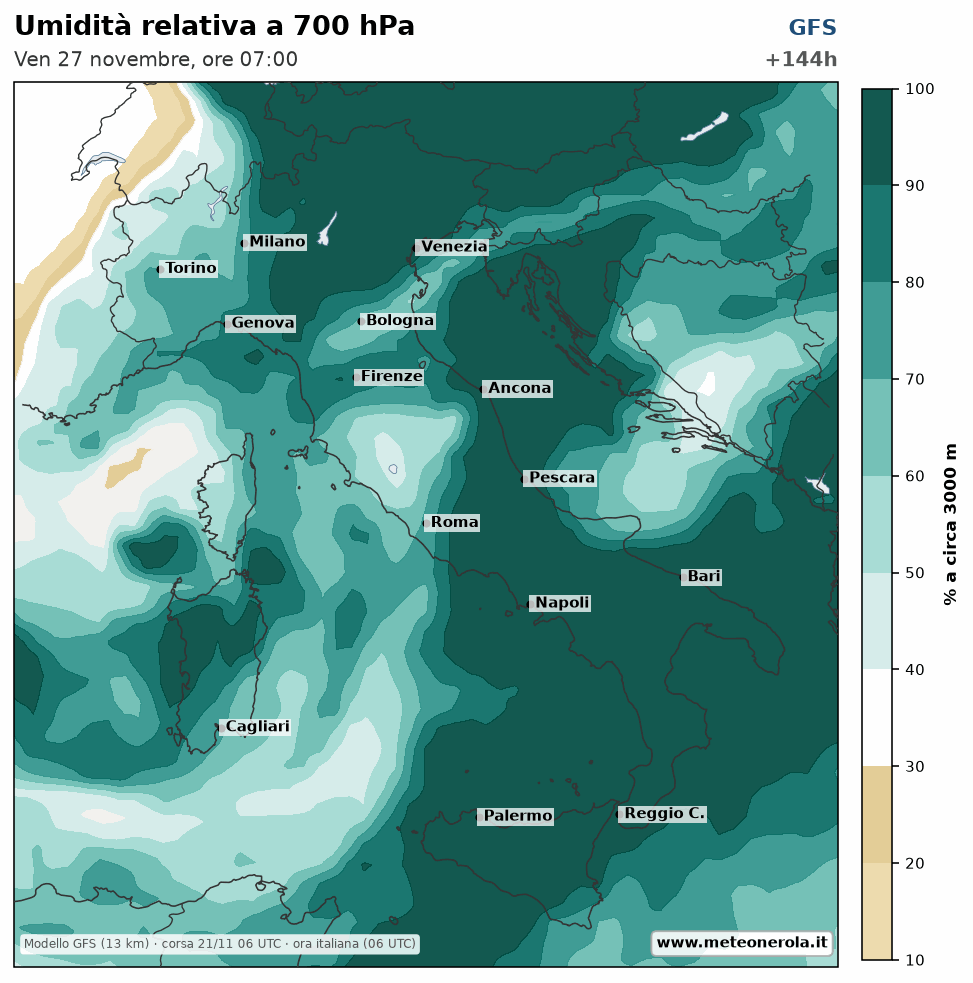 Umidità relativa a 700 hPa
GFS
Ven 27 novembre, ore 07:00
+144h
100
90
80
70
60
50
40
30
20
10
% a circa 3000 m
Milano
Venezia
Torino
Genova
Bologna
Firenze
Ancona
Pescara
Roma
Bari
Napoli
Cagliari
Palermo
Reggio C.
Modello GFS (13 km) · corsa 21/11 06 UTC · ora italiana (06 UTC)
www.meteonerola.it